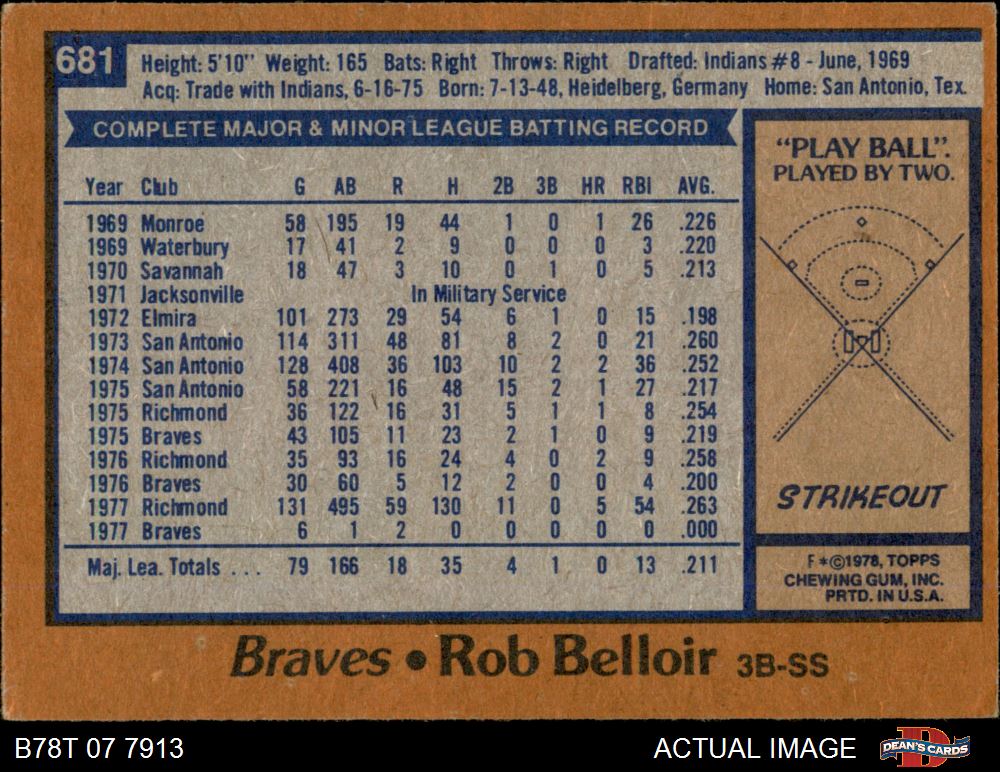 681
Height: 5'10" Weight: 165 Bats: Right Throws: Right Drafted: Indians #8 - June, 1969
Acq: Trade with Indians, 6-16-75 Born: 7-13-48, Heidelberg, Germany Home: San Antonio, Tex.
COMPLETE MAJOR & MINOR LEAGUE BATTING RECORD
Year Club G AB R H 2B 3B HR RBI AVG.
1969 Monroe 58 195 19 44 1 0 1 26 .226
1969 Waterbury 17 41 2 9 0 0 0 3 .220
1970 Savannah 18 47 3 10 0 1 0 5 .213
1971 Jacksonville In Military Service
1972 Elmira 101 273 29 54 6 1 0 15 .198
1973 San Antonio 114 311 48 81 8 2 0 21 .260
1974 San Antonio 128 408 36 103 10 2 2 36 .252
1975 San Antonio 58 221 16 48 15 2 1 27 .217
1975 Richmond 36 122 16 31 5 1 1 8 .254
1975 Braves 43 105 11 23 2 1 0 9 .219
1976 Richmond 35 93 16 24 4 0 2 9 .258
1976 Braves 30 60 5 12 2 0 0 4 .200
1977 Richmond 131 495 59 130 11 0 5 54 .263
1977 Braves 6 1 2 0 0 0 0 0 .000
Maj. Lea. Totals . . . 79 166 18 35 4 1 0 13 .211
"PLAY BALL".
PLAYED BY TWO.
STRIKEOUT
F*©1978, TOPPS
CHEWING GUM, INC.
PRTD. IN U.S.A.
Braves • Rob Belloir 3B-SS
B78T 07 7913
ACTUAL IMAGE
DEAN'S CARDS